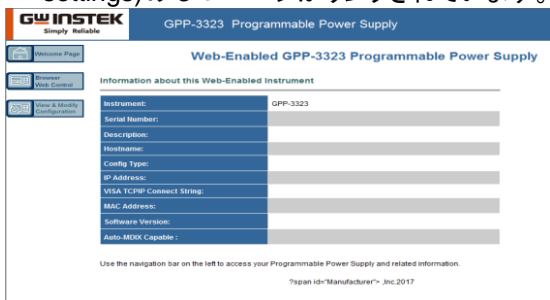 GW INSTEK
Simply Reliable
GPP-3323 Programmable Power Supply
Welcome Page
Web-Enabled GPP-3323 Programmable Power Supply
Browser
Web Control
Information about this Web-Enabled Instrument
View & Modify
Configuration
Instrument:
GPP-3323
Serial Number:
Description:
Hostname:
Config Type:
IP Address:
VISA TCPIP Connect String:
MAC Address:
Software Version:
Auto-MDIX Capable :
Use the navigation bar on the left to access your Programmable Power Supply and related information.
?span id="Manufacturer"> ,Inc.2017